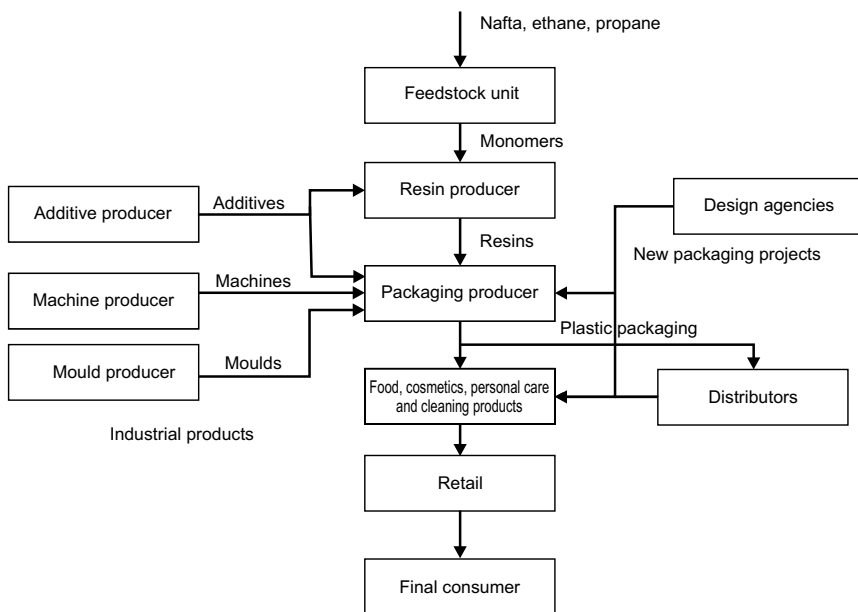 Nafta, ethane, propane
Feedstock unit
Monomers
Resin producer
Additive producer
Additives
Design agencies
Resins
New packaging projects
Machine producer
Machines
Packaging producer
Plastic packaging
Mould producer
Moulds
Food, cosmetics, personal care
and cleaning products
Distributors
Industrial products
Retail
Final consumer